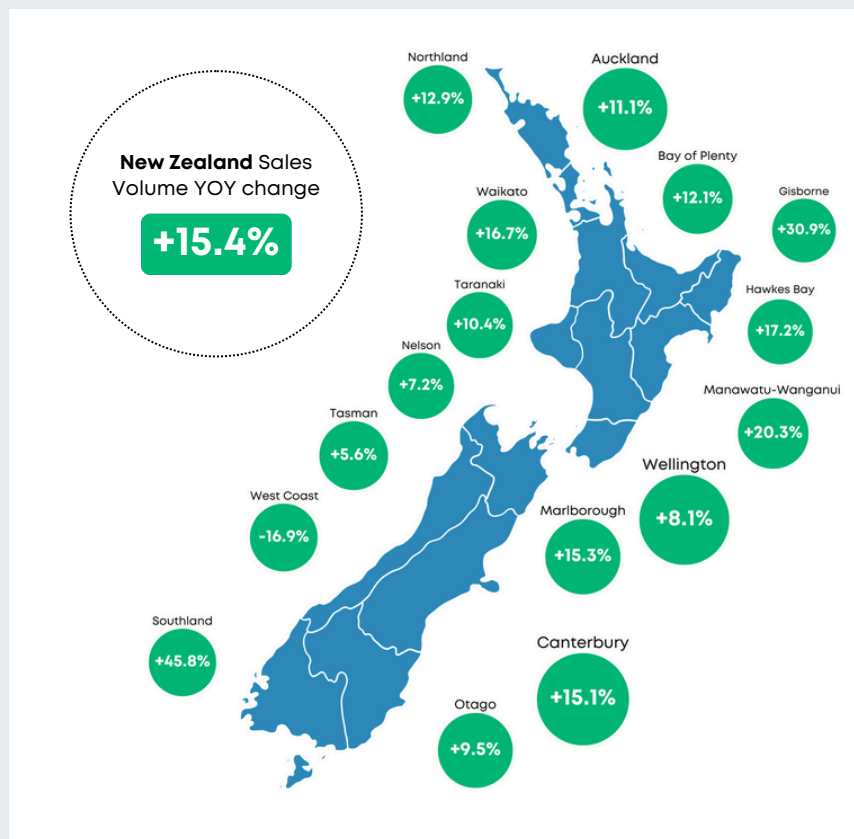 New Zealand Sales
Volume YOY change
+15.4%
Northland
+12.9%
Auckland
+11.1%
Bay of Plenty
+12.1%
Waikato
+16.7%
Gisborne
+30.9%
Taranaki
+10.4%
Hawkes Bay
+17.2%
Nelson
+7.2%
Manawatu-Wanganui
+20.3%
Tasman
+5.6%
Wellington
+8.1%
West Coast
-16.9%
Marlborough
+15.3%
Southland
+45.8%
Canterbury
+15.1%
Otago
+9.5%